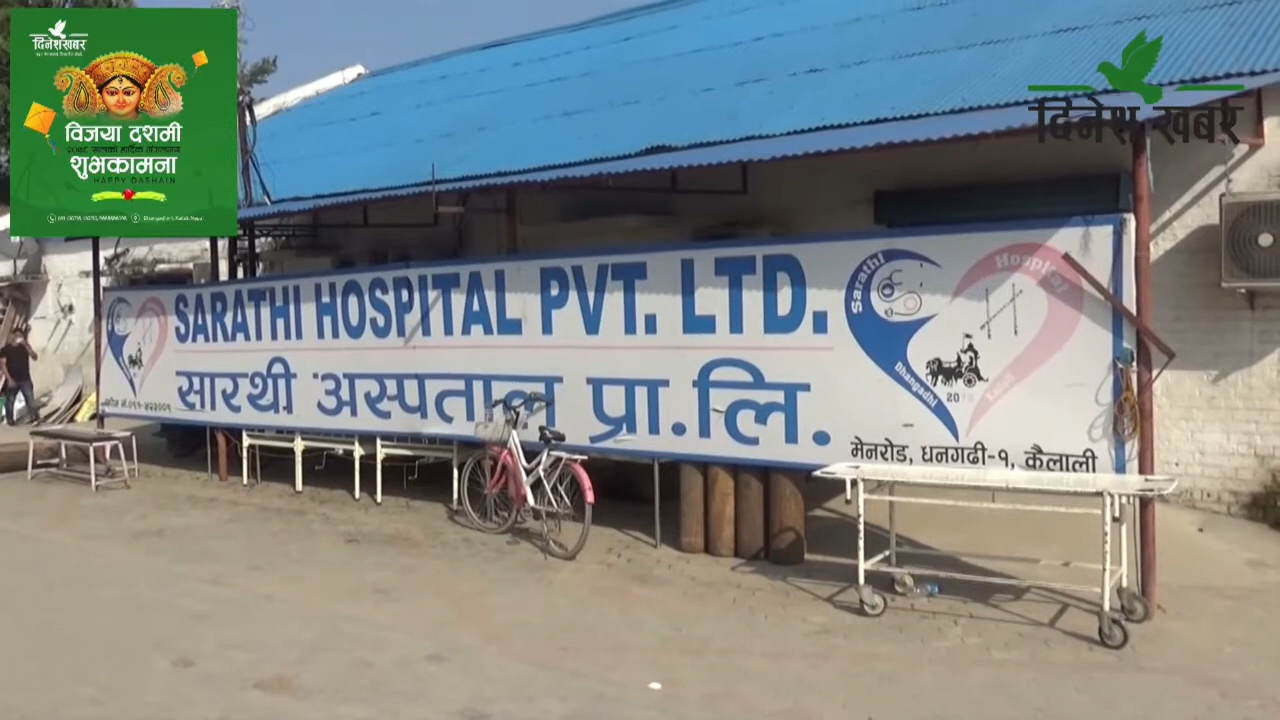 दिनेशखबर
विजया दशमी
शुभकामना
HAPPY DASHAIN
दिनेश खबर
SARATHI HOSPITAL PVT. LTD.
सारथी अस्पताल प्रा.लि.
Sarathi
Hospital
Dhangadhi
मेनरोड, धनगढी-१, कैलाली